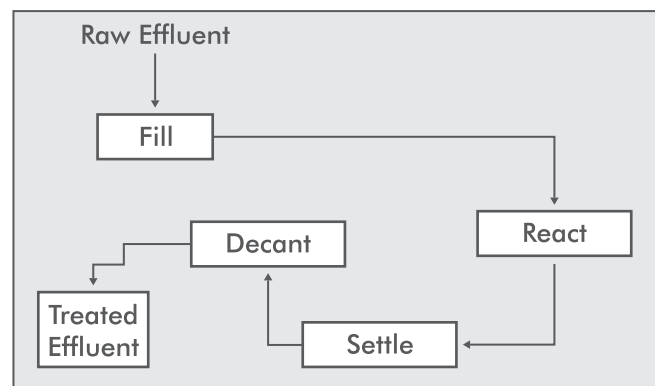 Raw Effluent
Fill
React
Decant
Settle
Treated
Effluent